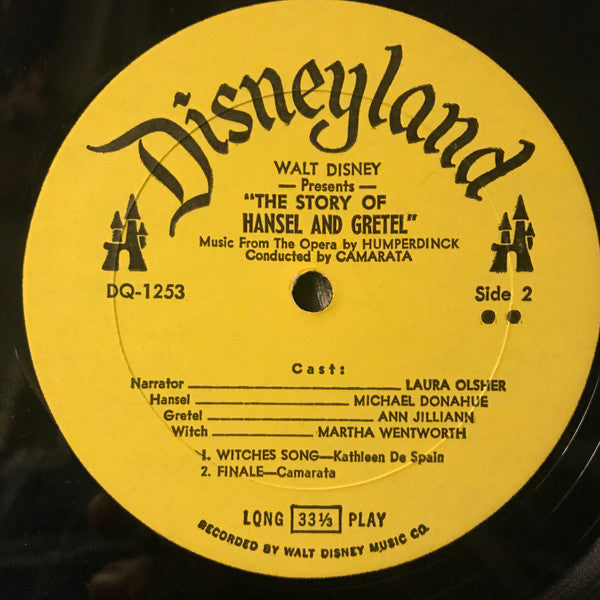 Disneyland
WALT DISNEY
— Presents —
"THE STORY OF
HANSEL AND GRETEL"
Music From The Opera by HUMPERDINCK
Conducted by CAMARATA
DQ-1253
Side 2
Cast:
Narrator LAURA OLSHER
Hansel MICHAEL DONAHUE
Gretel ANN JILLIANN
Witch MARTHA WENTWORTH
1. WITCHES SONG—Kathleen De Spain
2. FINALE—Camarata
LONG 33⅓ PLAY
RECORDED BY WALT DISNEY MUSIC CO.